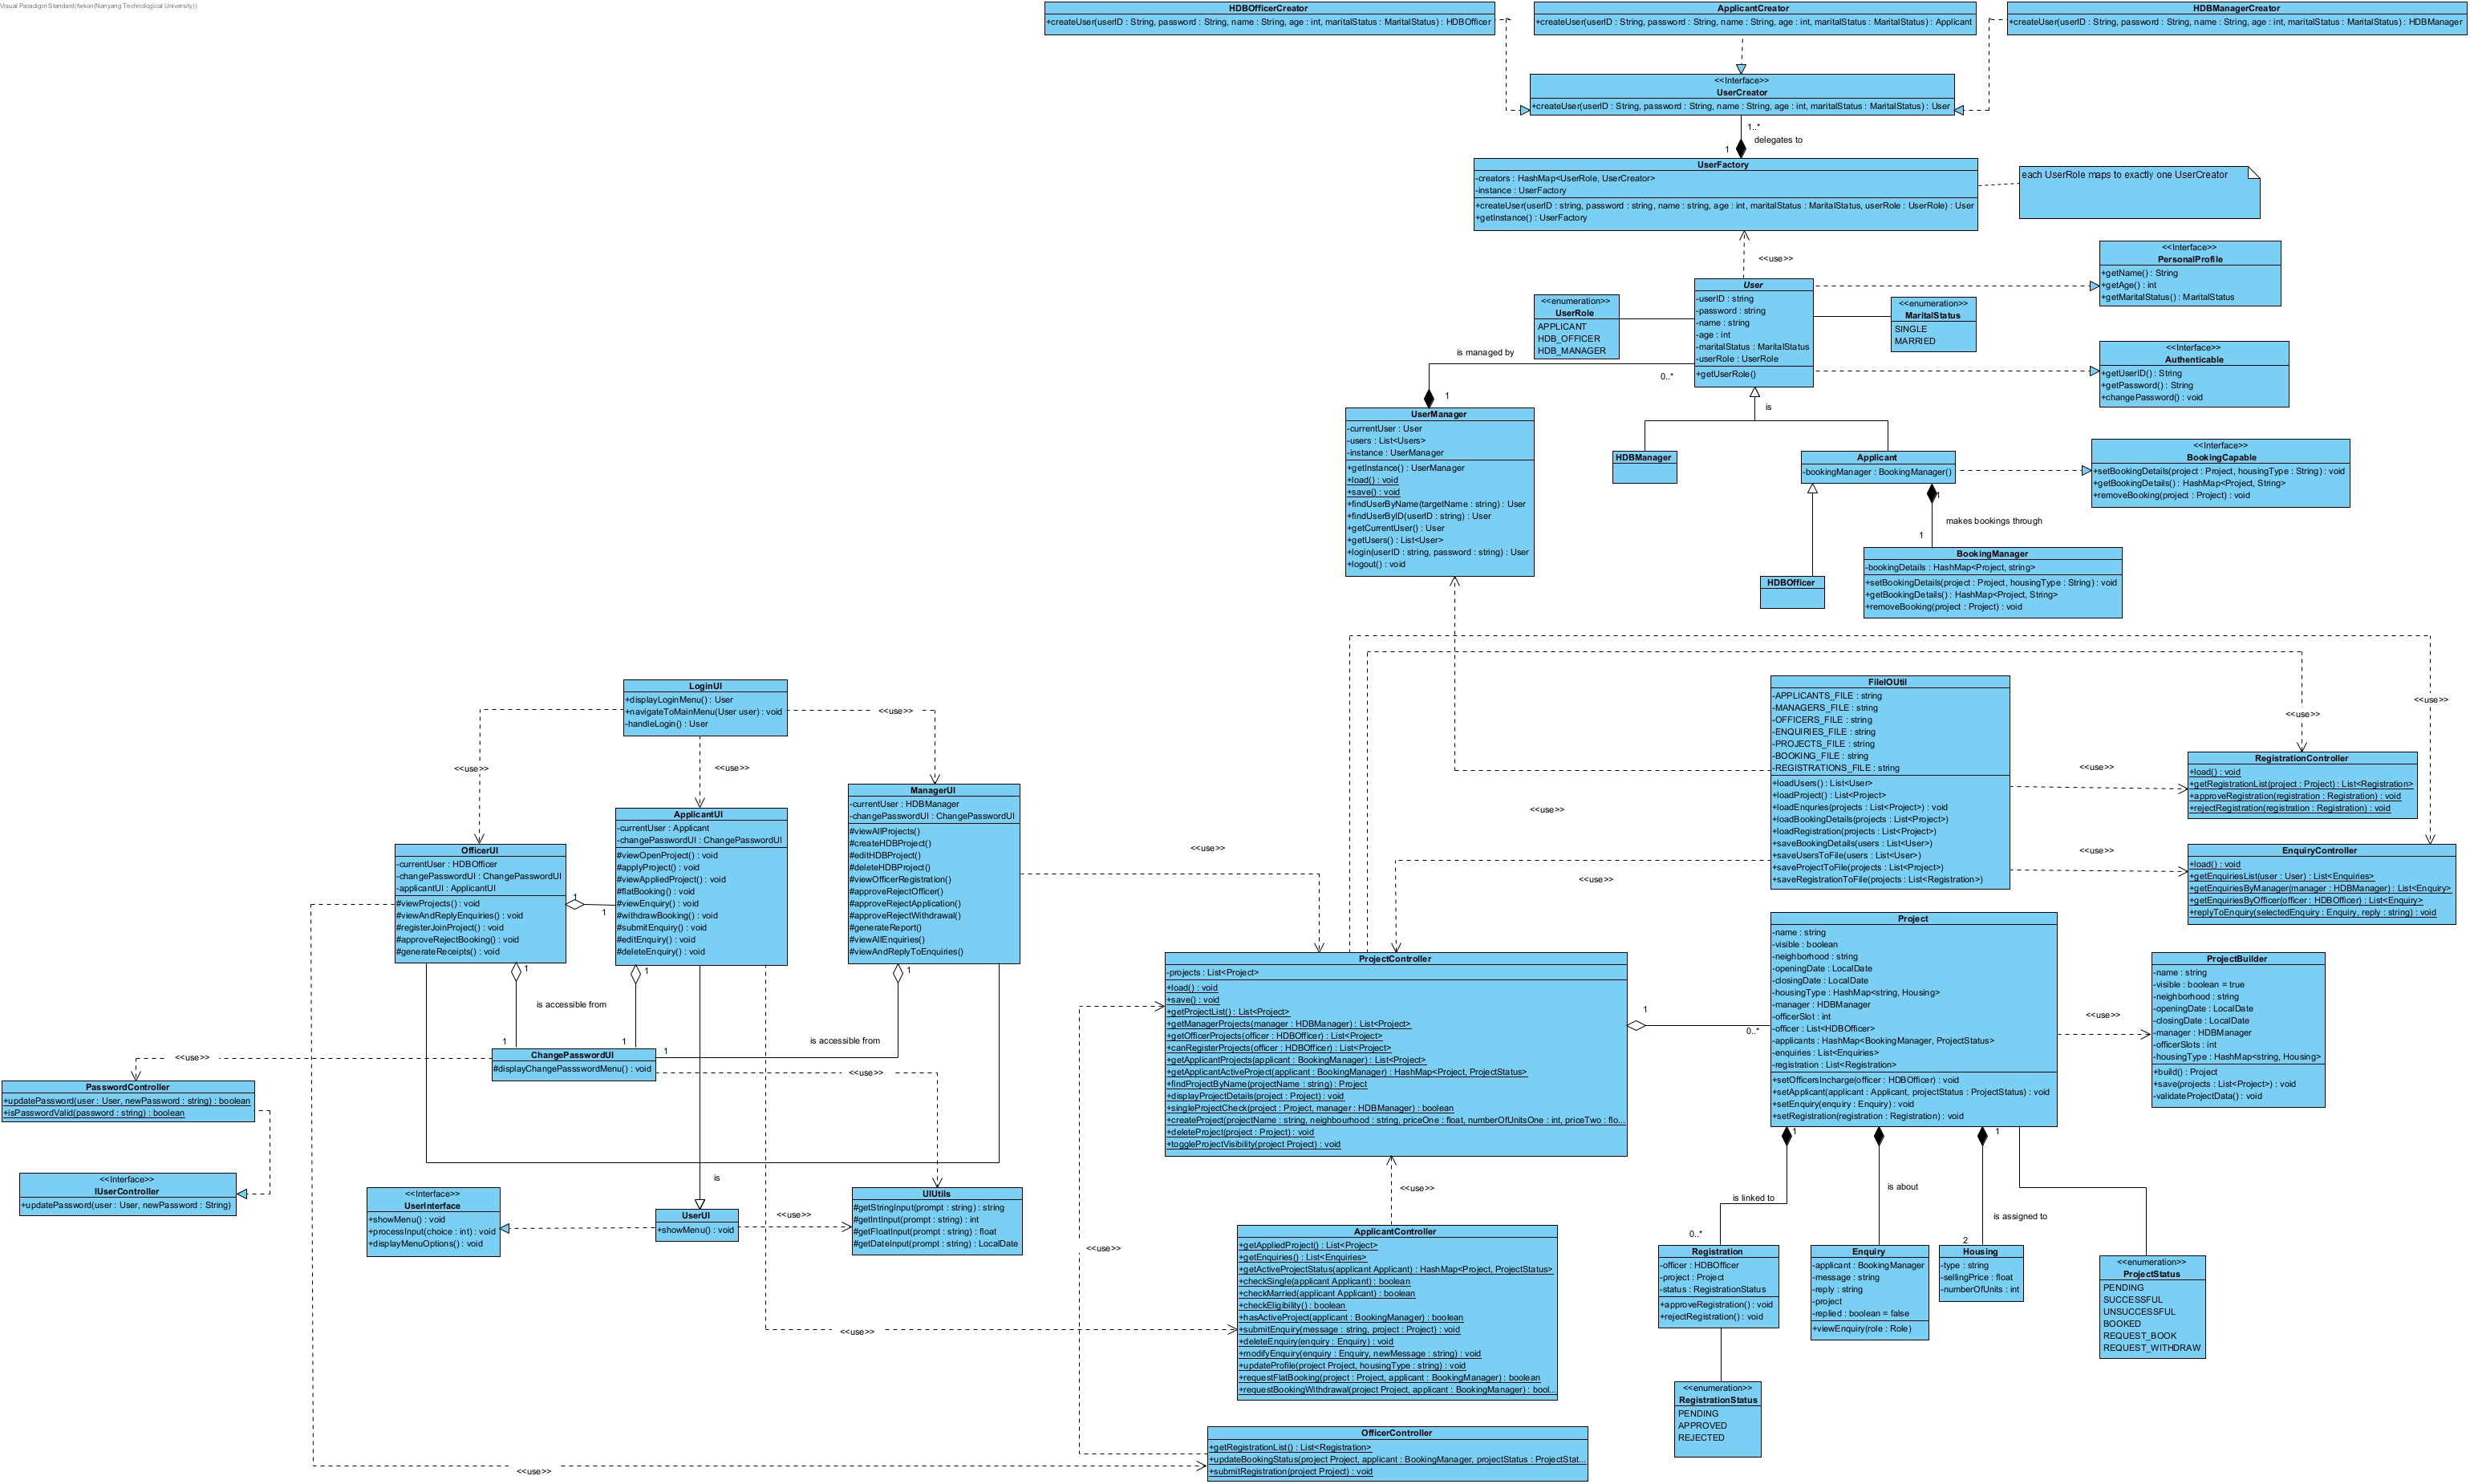 Visual Paradigm Standard(fwkon(Nanyang Technological University))
HDBOfficerCreator
+createUser(userID : String, password : String, name : String, age : int, maritalStatus : MaritalStatus) : HDBOfficer
ApplicantCreator
+createUser(userID : String, password : String, name : String, age : int, maritalStatus : MaritalStatus) : Applicant
HDBManagerCreator
+createUser(userID : String, password : String, name : String, age : int, maritalStatus : MaritalStatus) : HDBManager
<<Interface>>
UserCreator
+createUser(userID : String, password : String, name : String, age : int, maritalStatus : MaritalStatus) : User
1..*
delegates to
1
UserFactory
-creators : HashMap<UserRole, UserCreator>
-instance : UserFactory
+createUser(userID : string, password : string, name : string, age : int, maritalStatus : MaritalStatus, userRole : UserRole) : User
+getInstance() : UserFactory
each UserRole maps to exactly one UserCreator
<<use>>
<<Interface>>
PersonalProfile
+getName() : String
+getAge() : int
+getMaritalStatus() : MaritalStatus
User
-userID : string
-password : string
-name : string
-age : int
-maritalStatus : MaritalStatus
-userRole : UserRole
+getUserRole()
<<enumeration>>
UserRole
APPLICANT
HDB_OFFICER
HDB_MANAGER
<<enumeration>>
MaritalStatus
SINGLE
MARRIED
<<Interface>>
Authenticable
+getUserID() : String
+getPassword() : String
+changePassword() : void
is managed by
0..*
1
is
UserManager
-currentUser : User
-users : List<Users>
-instance : UserManager
+getInstance() : UserManager
+load() : void
+save() : void
+findUserByName(targetName : string) : User
+findUserByID(userID : string) : User
+getCurrentUser() : User
+getUsers() : List<User>
+login(userID : string, password : string) : User
+logout() : void
HDBManager
Applicant
-bookingManager : BookingManager()
<<Interface>>
BookingCapable
+setBookingDetails(project : Project, housingType : String) : void
+getBookingDetails() : HashMap<Project, String>
+removeBooking(project : Project) : void
1
makes bookings through
1
HDBOfficer
BookingManager
-bookingDetails : HashMap<Project, string>
+setBookingDetails(project : Project, housingType : String) : void
+getBookingDetails() : HashMap<Project, String>
+removeBooking(project : Project) : void
LoginUI
+displayLoginMenu() : User
+navigateToMainMenu(User user) : void
-handleLogin() : User
<<use>>
<<use>>
<<use>>
FileIOUtil
-APPLICANTS_FILE : string
-MANAGERS_FILE : string
-OFFICERS_FILE : string
-ENQUIRIES_FILE : string
-PROJECTS_FILE : string
-BOOKING_FILE : string
-REGISTRATIONS_FILE : string
+loadUsers() : List<User>
+loadProject() : List<Project>
+loadEnquries(projects : List<Project>) : void
+loadBookingDetails(projects : List<Project>)
+loadRegistration(projects : List<Project>)
+saveBookingDetails(users : List<User>)
+saveUsersToFile(users : List<User>)
+saveProjectToFile(projects : List<Project>)
+saveRegistrationToFile(projects : List<Registration>)
<<use>>
<<use>>
<<use>>
<<use>>
<<use>>
<<use>>
RegistrationController
+load() : void
+getRegistrationList(project : Project) : List<Registration>
+approveRegistration(registration : Registration) : void
+rejectRegistration(registration : Registration) : void
EnquiryController
+load() : void
+getEnquiriesList(user : User) : List<Enquiries>
+getEnquiriesByManager(manager : HDBManager) : List<Enquiry>
+getEnquiriesByOfficer(officer : HDBOfficer) : List<Enquiry>
+replyToEnquiry(selectedEnquiry : Enquiry, reply : string) : void
OfficerUI
-currentUser : HDBOfficer
-changePasswordUI : ChangePasswordUI
-applicantUI : ApplicantUI
#viewProjects() : void
#viewAndReplyEnquiries() : void
#registerJoinProject() : void
#approveRejectBooking() : void
#generateReceipts() : void
1
1
ApplicantUI
-currentUser : Applicant
-changePasswordUI : ChangePasswordUI
#viewOpenProject() : void
#applyProject() : void
#viewAppliedProject() : void
#flatBooking() : void
#viewEnquiry() : void
#withdrawBooking() : void
#submitEnquiry() : void
#editEnquiry() : void
#deleteEnquiry() : void
ManagerUI
-currentUser : HDBManager
-changePasswordUI : ChangePasswordUI
#viewAllProjects()
#createHDBProject()
#editHDBProject()
#deleteHDBProject()
#viewOfficerRegistration()
#approveRejectOfficer()
#approveRejectApplication()
#approveRejectWithdrawal()
#generateReport()
#viewAllEnquiries()
#viewAndReplyToEnquiries()
<<use>>
1
1
1
is accessible from
is accessible from
1
1
1
ChangePasswordUI
#displayChangePasswordMenu() : void
<<use>>
<<use>>
PasswordController
+updatePassword(user : User, newPassword : string) : boolean
+isPasswordValid(password : string) : boolean
<<Interface>>
IUserController
+updatePassword(user : User, newPassword : String)
<<Interface>>
UserInterface
+showMenu() : void
+processInput(choice : int) : void
+displayMenuOptions() : void
is
UserUI
+showMenu() : void
<<use>>
UIUtils
#getStringInput(prompt : string) : string
#getIntInput(prompt : string) : int
#getFloatInput(prompt : string) : float
#getDateInput(prompt : string) : LocalDate
ProjectController
-projects : List<Project>
+load() : void
+save() : void
+getProjectList() : List<Project>
+getManagerProjects(manager : HDBManager) : List<Project>
+getOfficerProjects(officer : HDBOfficer) : List<Project>
+canRegisterProjects(officer : HDBOfficer) : List<Project>
+getApplicantProjects(applicant : BookingManager) : List<Project>
+getApplicantActiveProject(applicant : BookingManager) : HashMap<Project, ProjectStatus>
+findProjectByName(projectName : string) : Project
+displayProjectDetails(project : Project) : void
+singleProjectCheck(project : Project, manager : HDBManager) : boolean
+createProject(projectName : string, neighbourhood : string, priceOne : float, numberOfUnitsOne : int, priceTwo : flo...
+deleteProject(project : Project) : void
+toggleProjectVisibility(project Project) : void
1
0..*
Project
-name : string
-visible : boolean
-neighborhood : string
-openingDate : LocalDate
-closingDate : LocalDate
-housingType : HashMap<string, Housing>
-manager : HDBManager
-officerSlot : int
-officer : List<HDBOfficer>
-applicants : HashMap<BookingManager, ProjectStatus>
-enquiries : List<Enquiries>
-registration : List<Registration>
+setOfficersIncharge(officer : HDBOfficer) : void
+setApplicant(applicant : Applicant, projectStatus : ProjectStatus) : void
+setEnquiry(enquiry : Enquiry) : void
+setRegistration(registration : Registration) : void
<<use>>
ProjectBuilder
-name : string
-visible : boolean = true
-neighborhood : string
-openingDate : LocalDate
-closingDate : LocalDate
-manager : HDBManager
-officerSlots : int
-housingType : HashMap<string, Housing>
+build() : Project
+save(projects : List<Project>) : void
-validateProjectData() : void
1
1
is linked to
is about
is assigned to
0..*
2
<<use>>
<<use>>
<<use>>
ApplicantController
+getAppliedProject() : List<Project>
+getEnquiries() : List<Enquiries>
+getActiveProjectStatus(applicant Applicant) : HashMap<Project, ProjectStatus>
+checkSingle(applicant Applicant) : boolean
+checkMarried(applicant Applicant) : boolean
+checkEligibility() : boolean
+hasActiveProject(applicant : BookingManager) : boolean
+submitEnquiry(message : string, project : Project) : void
+deleteEnquiry(enquiry : Enquiry) : void
+modifyEnquiry(enquiry : Enquiry, newMessage : string) : void
+updateProfile(project Project, housingType : string) : void
+requestFlatBooking(project : Project, applicant : BookingManager) : boolean
+requestBookingWithdrawal(project Project, applicant : BookingManager) : bool...
Registration
-officer : HDBOfficer
-project : Project
-status : RegistrationStatus
+approveRegistration() : void
+rejectRegistration() : void
Enquiry
-applicant : BookingManager
-message : string
-reply : string
-project
-replied : boolean = false
+viewEnquiry(role : Role)
Housing
-type : string
-sellingPrice : float
-numberOfUnits : int
<<enumeration>>
ProjectStatus
PENDING
SUCCESSFUL
UNSUCCESSFUL
BOOKED
REQUEST_BOOK
REQUEST_WITHDRAW
<<enumeration>>
RegistrationStatus
PENDING
APPROVED
REJECTED
OfficerController
+getRegistrationList() : List<Registration>
+updateBookingStatus(project Project, applicant : BookingManager, projectStatus : ProjectStat...
+submitRegistration(project Project) : void
<<use>>